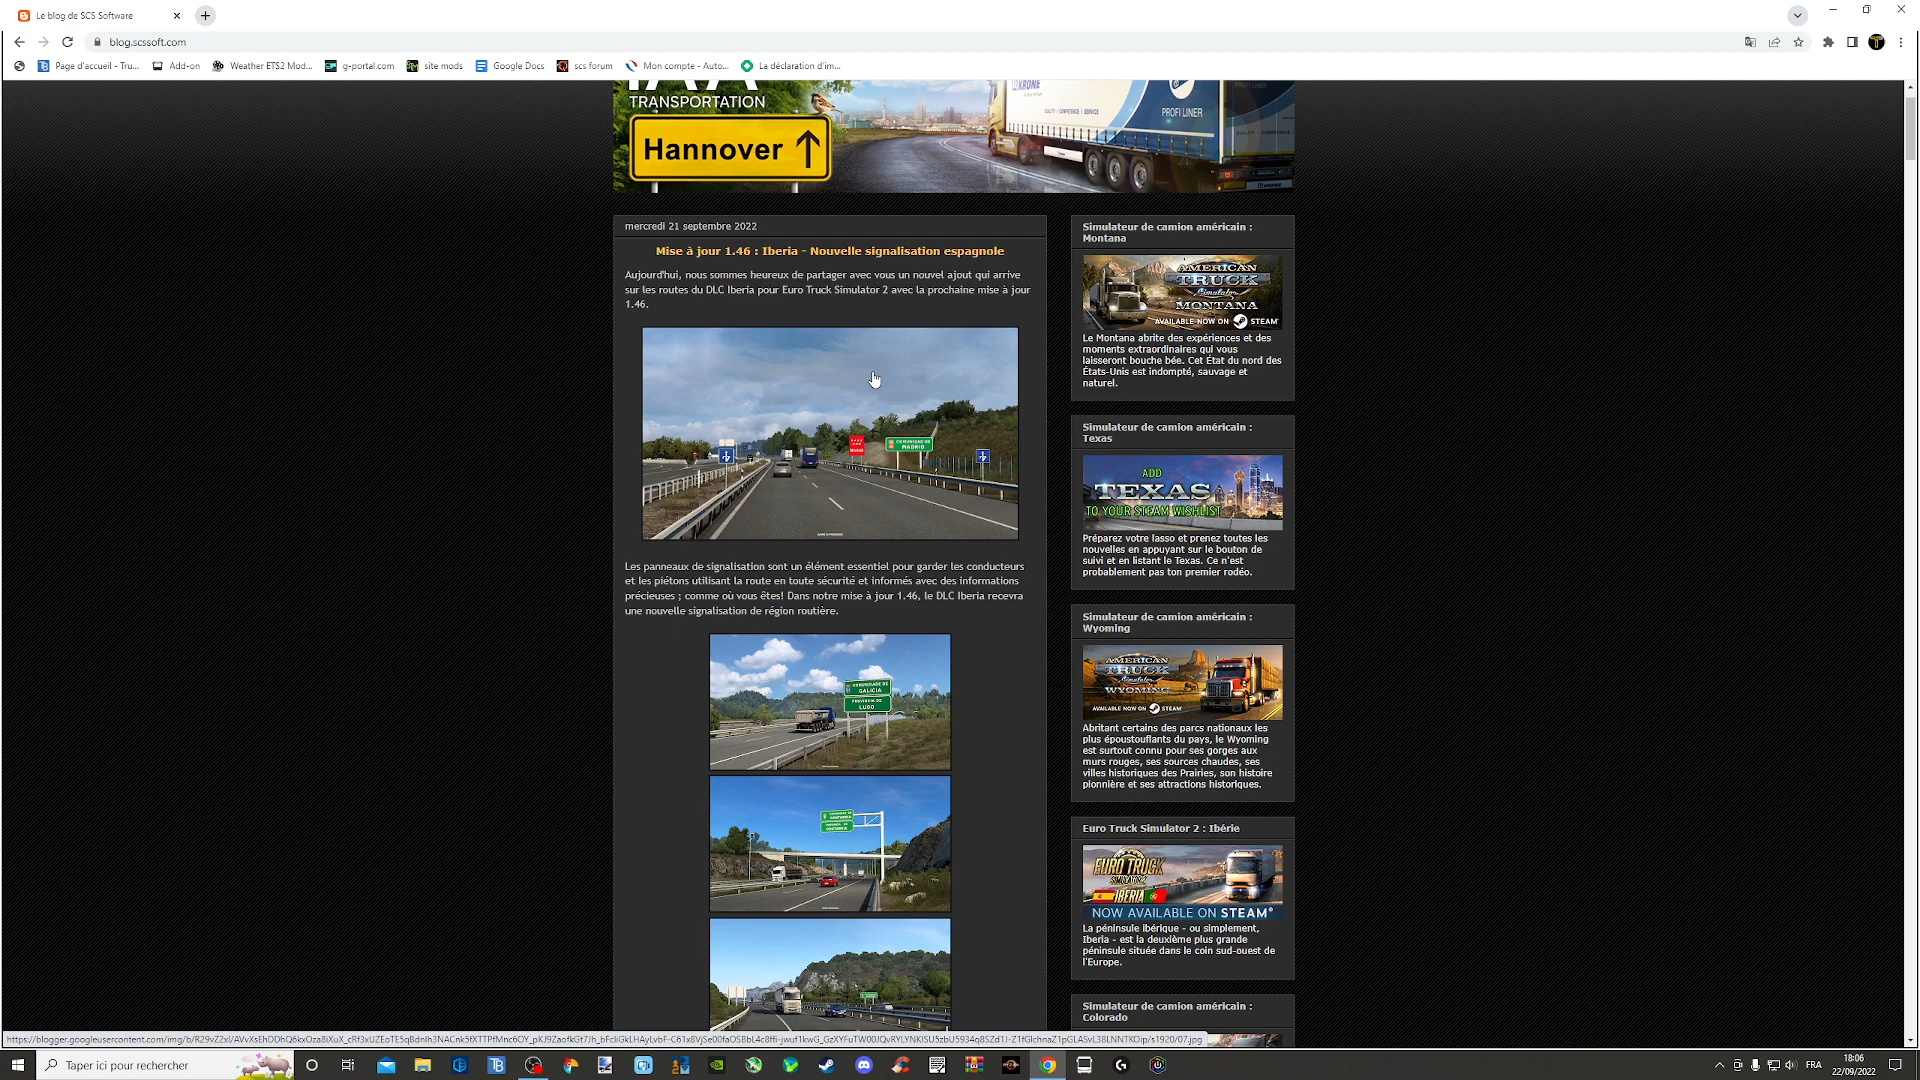 Le blog de SCS Software
blog.scssoft.com
Page d'accueil - Tru...
Add-on
Weather ETS2 Mod...
g-portal.com
site mods
Google Docs
scs forum
Mon compte - Auto...
La déclaration d'im...
TRANSPORTATION
Hannover
KRONE
PROFI LINER
mercredi 21 septembre 2022
Mise à jour 1.46 : Iberia - Nouvelle signalisation espagnole
Aujourd'hui, nous sommes heureux de partager avec vous un nouvel ajout qui arrive
sur les routes du DLC Iberia pour Euro Truck Simulator 2 avec la prochaine mise à jour
1.46.
COMUNIDAD DE
MADRID
Les panneaux de signalisation sont un élément essentiel pour garder les conducteurs
et les piétons utilisant la route en toute sécurité et informés avec des informations
précieuses ; comme où vous êtes! Dans notre mise à jour 1.46, le DLC Iberia recevra
une nouvelle signalisation de région routière.
COMUNIDADE DE
GALICIA
PROVINCIA DE
LUGO
Simulateur de camion américain :
Montana
AMERICAN
TRUCK
Simulator
MONTANA
AVAILABLE NOW ON STEAM
Le Montana abrite des expériences et des
moments extraordinaires qui vous
laisseront bouche bée. Cet État du nord des
États-Unis est indompté, sauvage et
naturel.
Simulateur de camion américain :
Texas
ADD
TEXAS
TO YOUR STEAM WISHLIST
Préparez votre lasso et prenez toutes les
nouvelles en appuyant sur le bouton de
suivi et en listant le Texas. Ce n'est
probablement pas ton premier rodéo.
Simulateur de camion américain :
Wyoming
AMERICAN
TRUCK
Simulator
WYOMING
AVAILABLE NOW ON STEAM
Abritant certains des parcs nationaux les
plus époustouflants du pays, le Wyoming
est surtout connu pour ses gorges aux
murs rouges, ses sources chaudes, ses
villes historiques des Prairies, son histoire
pionnière et ses attractions historiques.
Euro Truck Simulator 2 : Ibérie
EURO TRUCK
SIMULATOR 2
IBERIA
NOW AVAILABLE ON STEAM
La péninsule ibérique - ou simplement,
Iberia - est la deuxième plus grande
péninsule située dans le coin sud-ouest de
l'Europe.
Simulateur de camion américain :
Colorado
Taper ici pour rechercher
FRA
18:06
22/09/2022